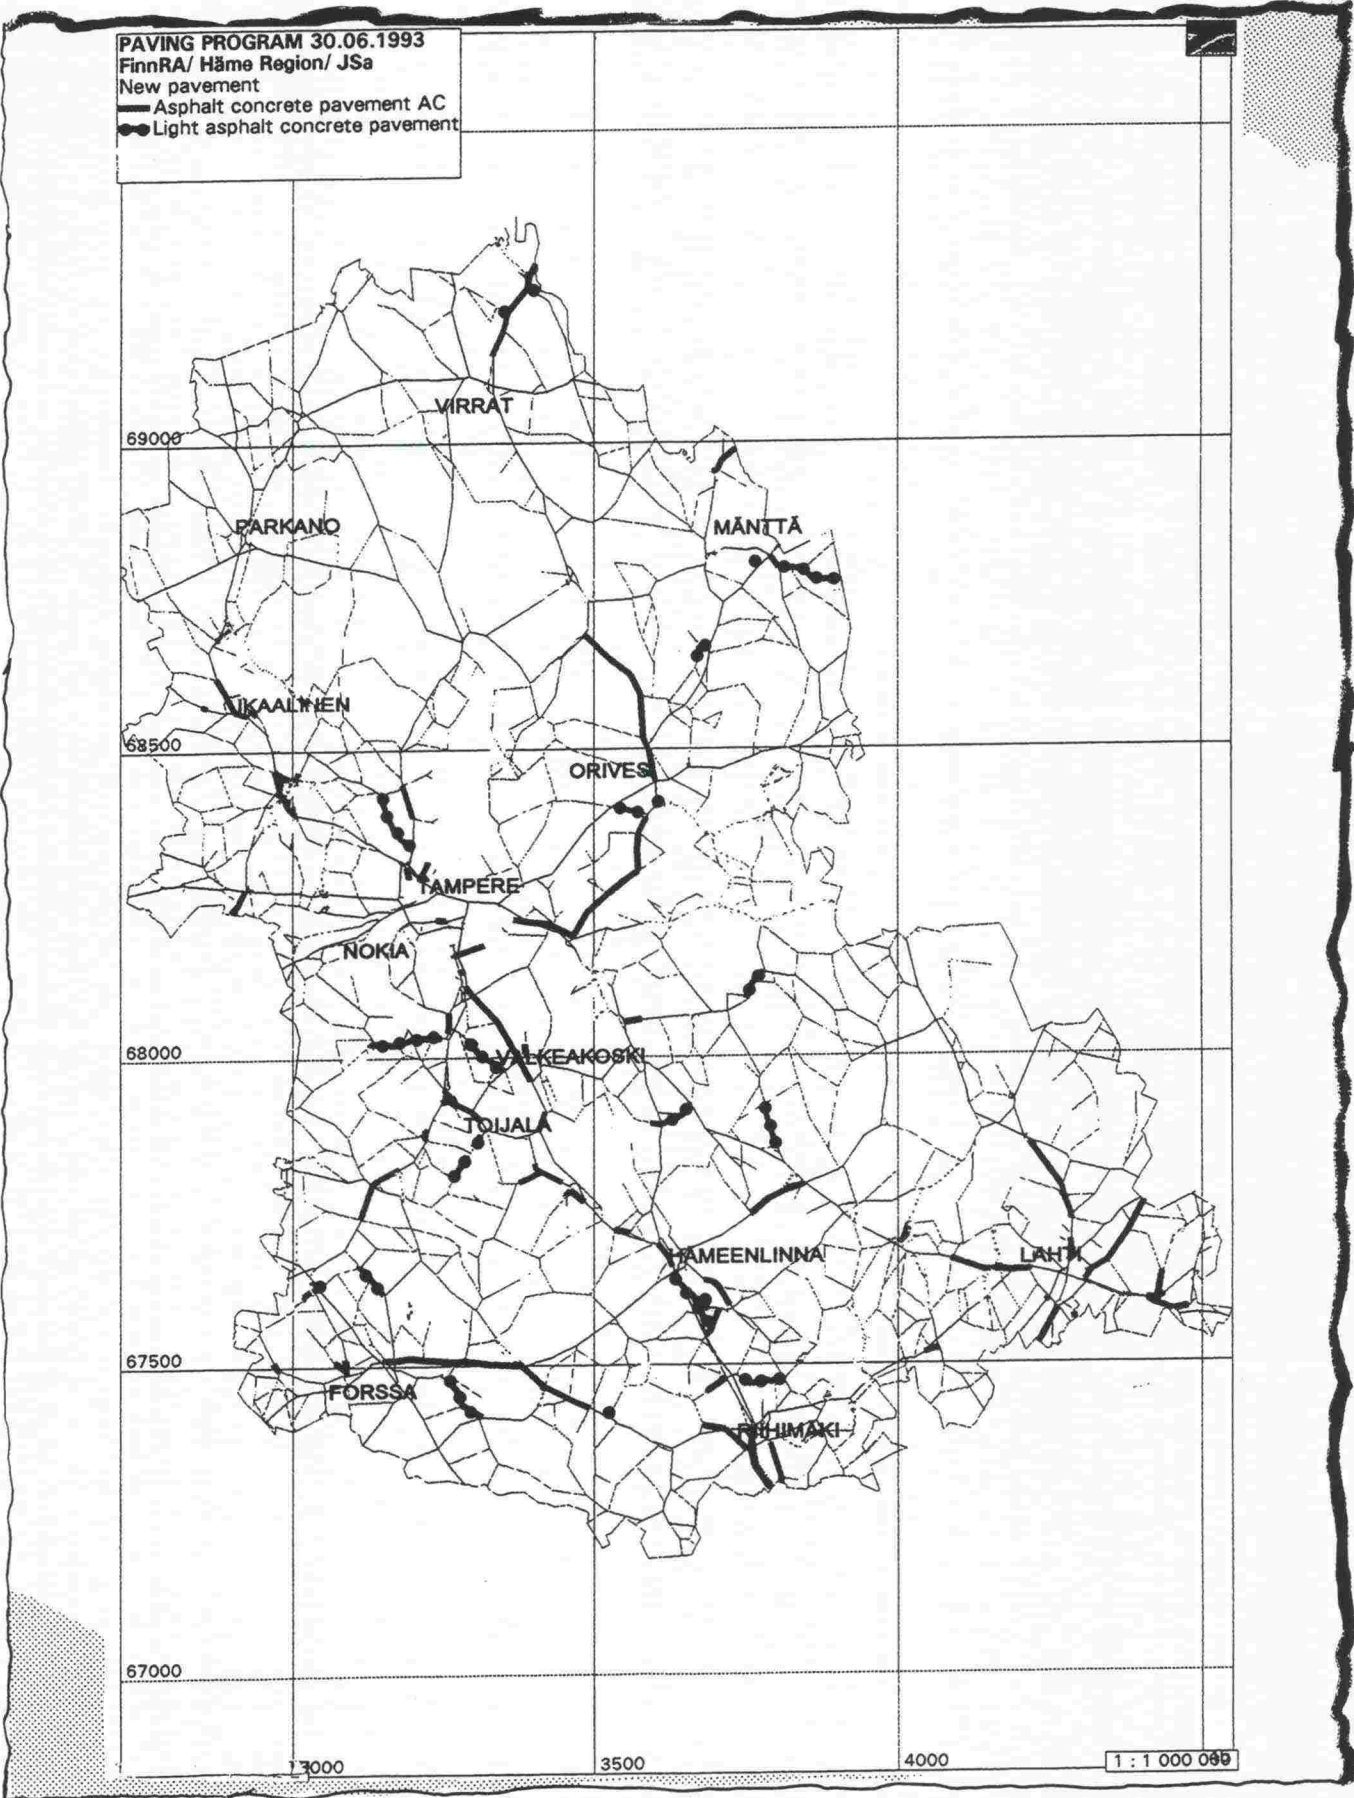 PAVING PROGRAM 30.06.1993
FinnRA/ Häme Region/ JSa
New pavement
Asphalt concrete pavement AC
Light asphalt concrete pavement
VIRRAT
69000
PARKANO
MÄNTTÄ
IKAALINEN
68500
ORIVESI
TAMPERE
NOKIA
68000
VALKEAKOSKI
TOIJALA
HÄMEENLINNA
LAHTI
67500
FORSSA
RIIHIMÄKI
67000
3000
3500
4000
1 : 1 000 000